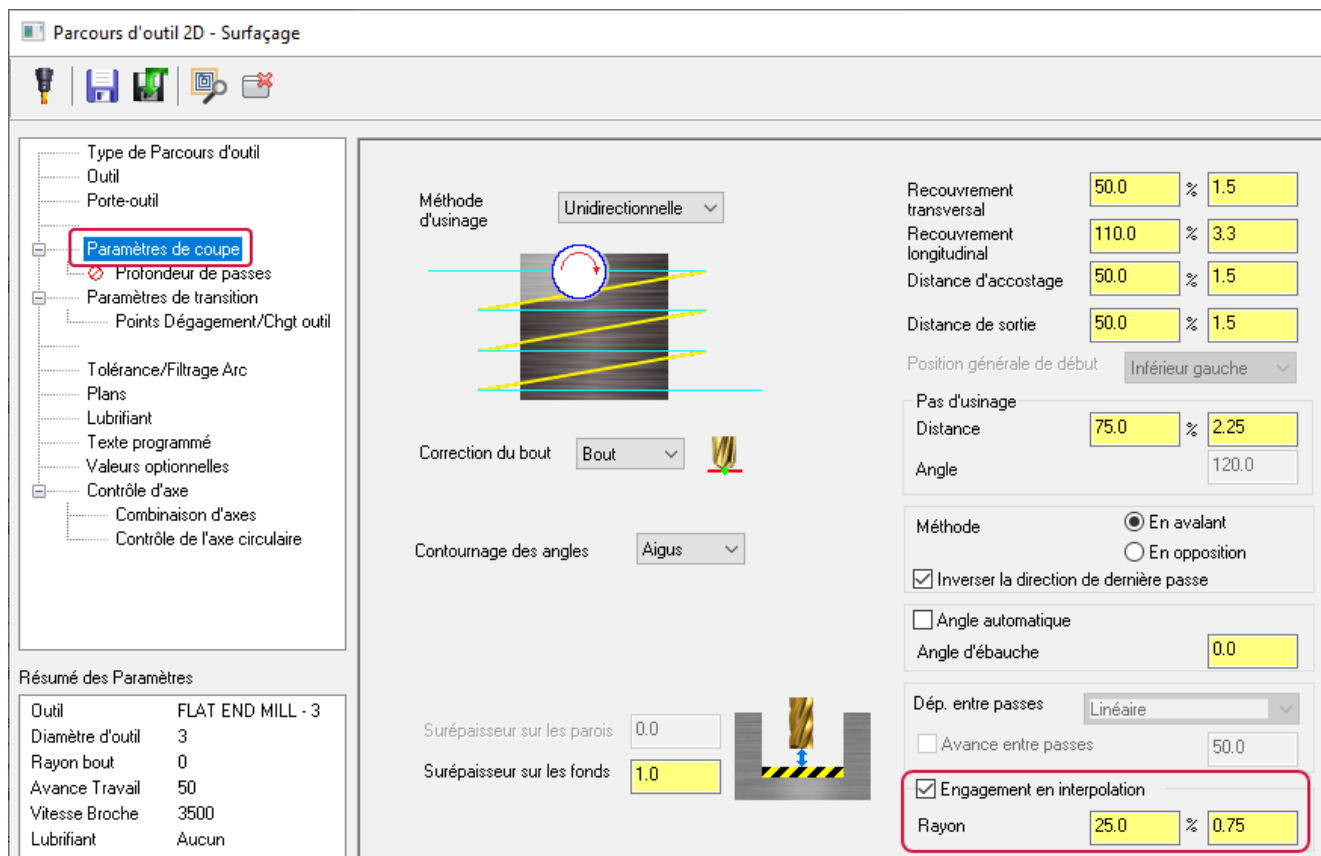 Parcours d'outil 2D - Surfaçage
Type de Parcours d'outil
Outil
Porte-outil
Paramètres de coupe
Profondeur de passes
Paramètres de transition
Points Dégagement/Chgt outil
Tolérance/Filtrage Arc
Plans
Lubrifiant
Texte programmé
Valeurs optionnelles
Contrôle d'axe
Combinaison d'axes
Contrôle de l'axe circulaire
Résumé des Paramètres
Outil FLAT END MILL - 3
Diamètre d'outil 3
Rayon bout 0
Avance Travail 50
Vitesse Broche 3500
Lubrifiant Aucun
Méthode
d'usinage
Unidirectionnelle
Correction du bout Bout
Contournage des angles Aigus
Surépaisseur sur les parois 0.0
Surépaisseur sur les fonds 1.0
Recouvrement
transversal
50.0 % 1.5
Recouvrement
longitudinal
110.0 % 3.3
Distance d'accostage 50.0 % 1.5
Distance de sortie 50.0 % 1.5
Position générale de début Inférieur gauche
Pas d'usinage
Distance 75.0 % 2.25
Angle 120.0
Méthode
En avalant
En opposition
Inverser la direction de dernière passe
Angle automatique
Angle d'ébauche 0.0
Dép. entre passes Linéaire
Avance entre passes 50.0
Engagement en interpolation
Rayon 25.0 % 0.75